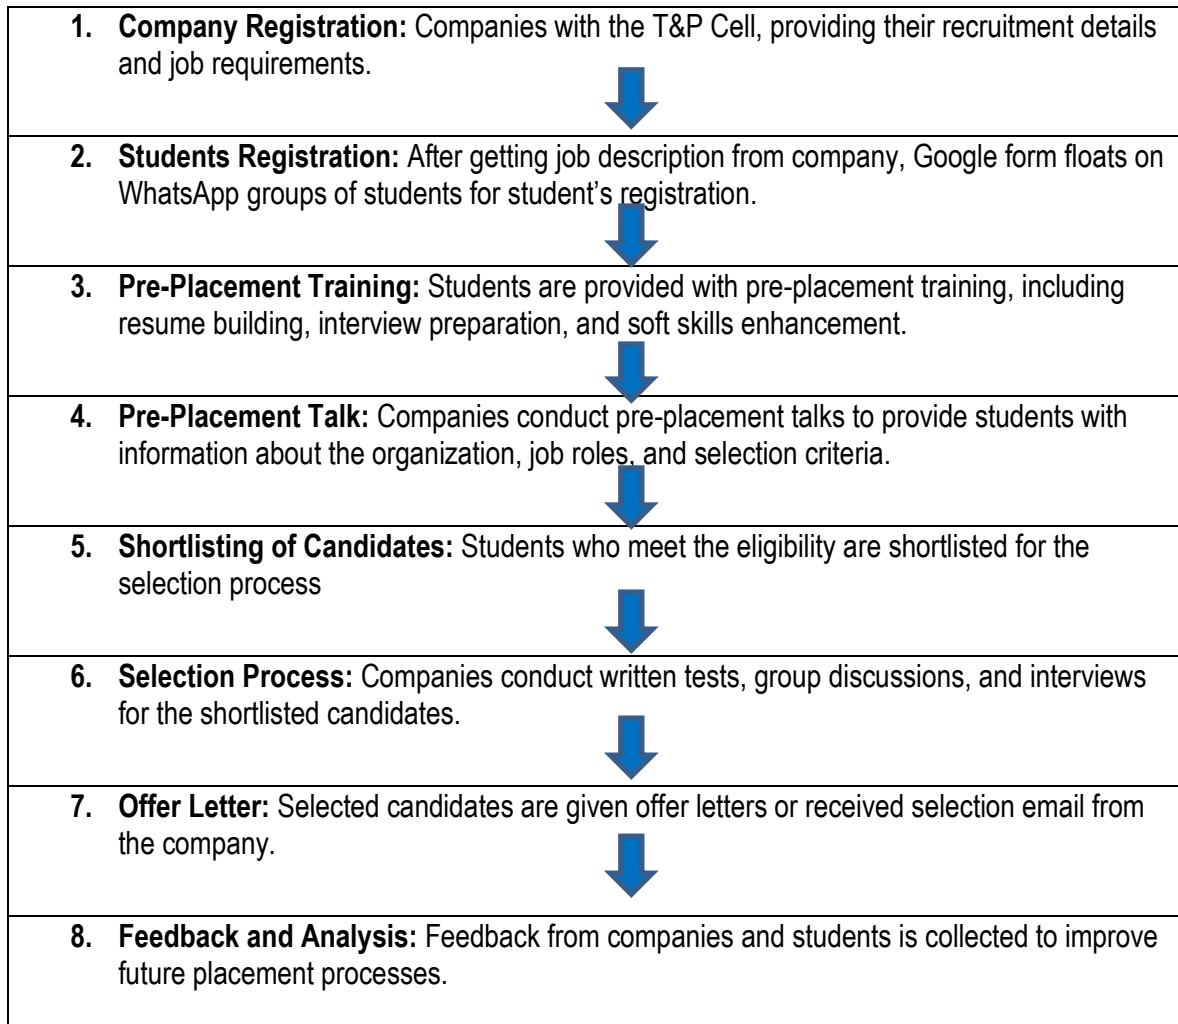 1. Company Registration: Companies with the T&P Cell, providing their recruitment details
and job requirements.
2. Students Registration: After getting job description from company, Google form floats on
WhatsApp groups of students for student's registration.
3. Pre-Placement Training: Students are provided with pre-placement training, including
resume building, interview preparation, and soft skills enhancement.
4. Pre-Placement Talk: Companies conduct pre-placement talks to provide students with
information about the organization, job roles, and selection criteria.
5. Shortlisting of Candidates: Students who meet the eligibility are shortlisted for the
selection process
6. Selection Process: Companies conduct written tests, group discussions, and interviews
for the shortlisted candidates.
7. Offer Letter: Selected candidates are given offer letters or received selection email from
the company.
8. Feedback and Analysis: Feedback from companies and students is collected to improve
future placement processes.